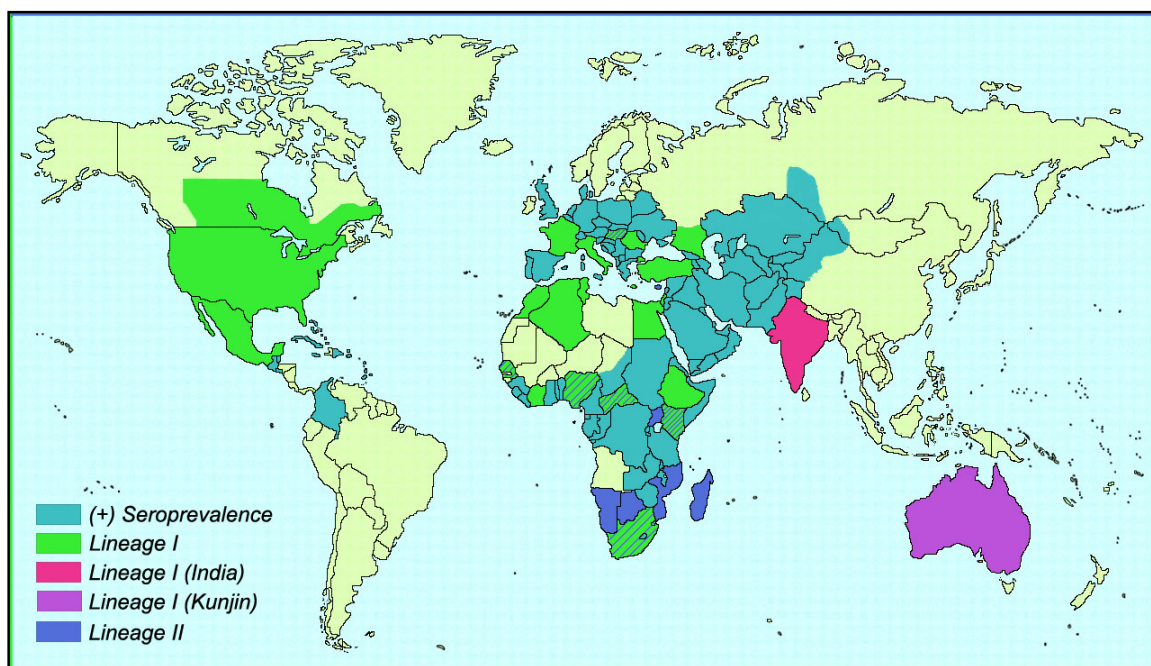 (+) Seroprevalence
Lineage I
Lineage I (India)
Lineage I (Kunjin)
Lineage II